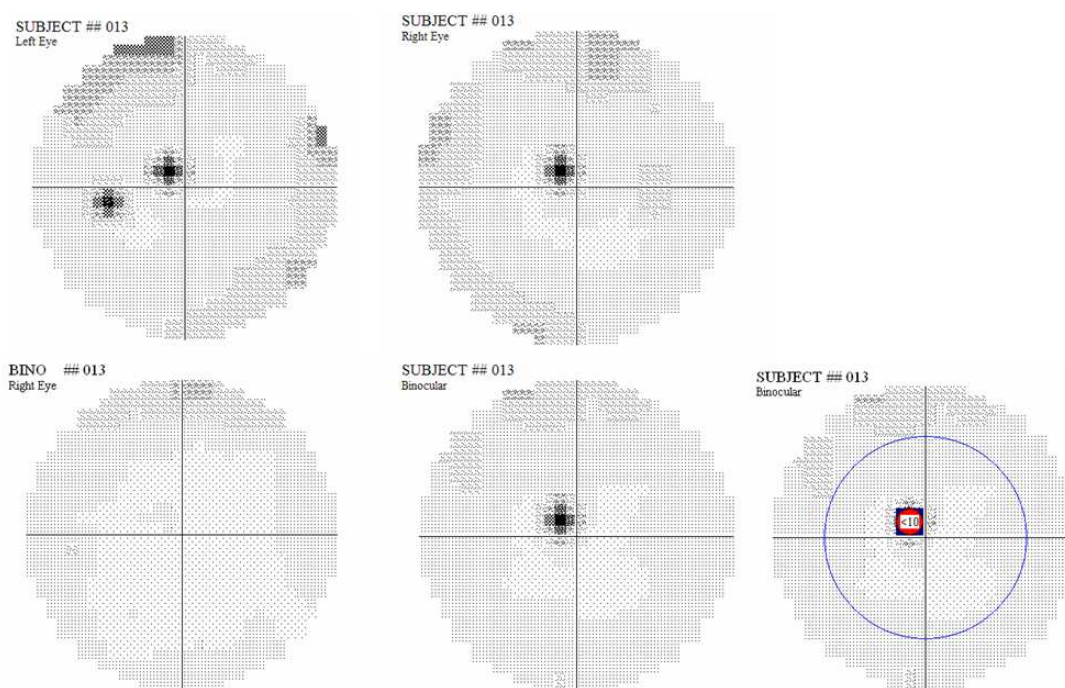 SUBJECT ## 013
Left Eye
SUBJECT ## 013
Right Eye
BINO ## 013
Right Eye
SUBJECT ## 013
Binocular
SUBJECT ## 013
Binocular
<10